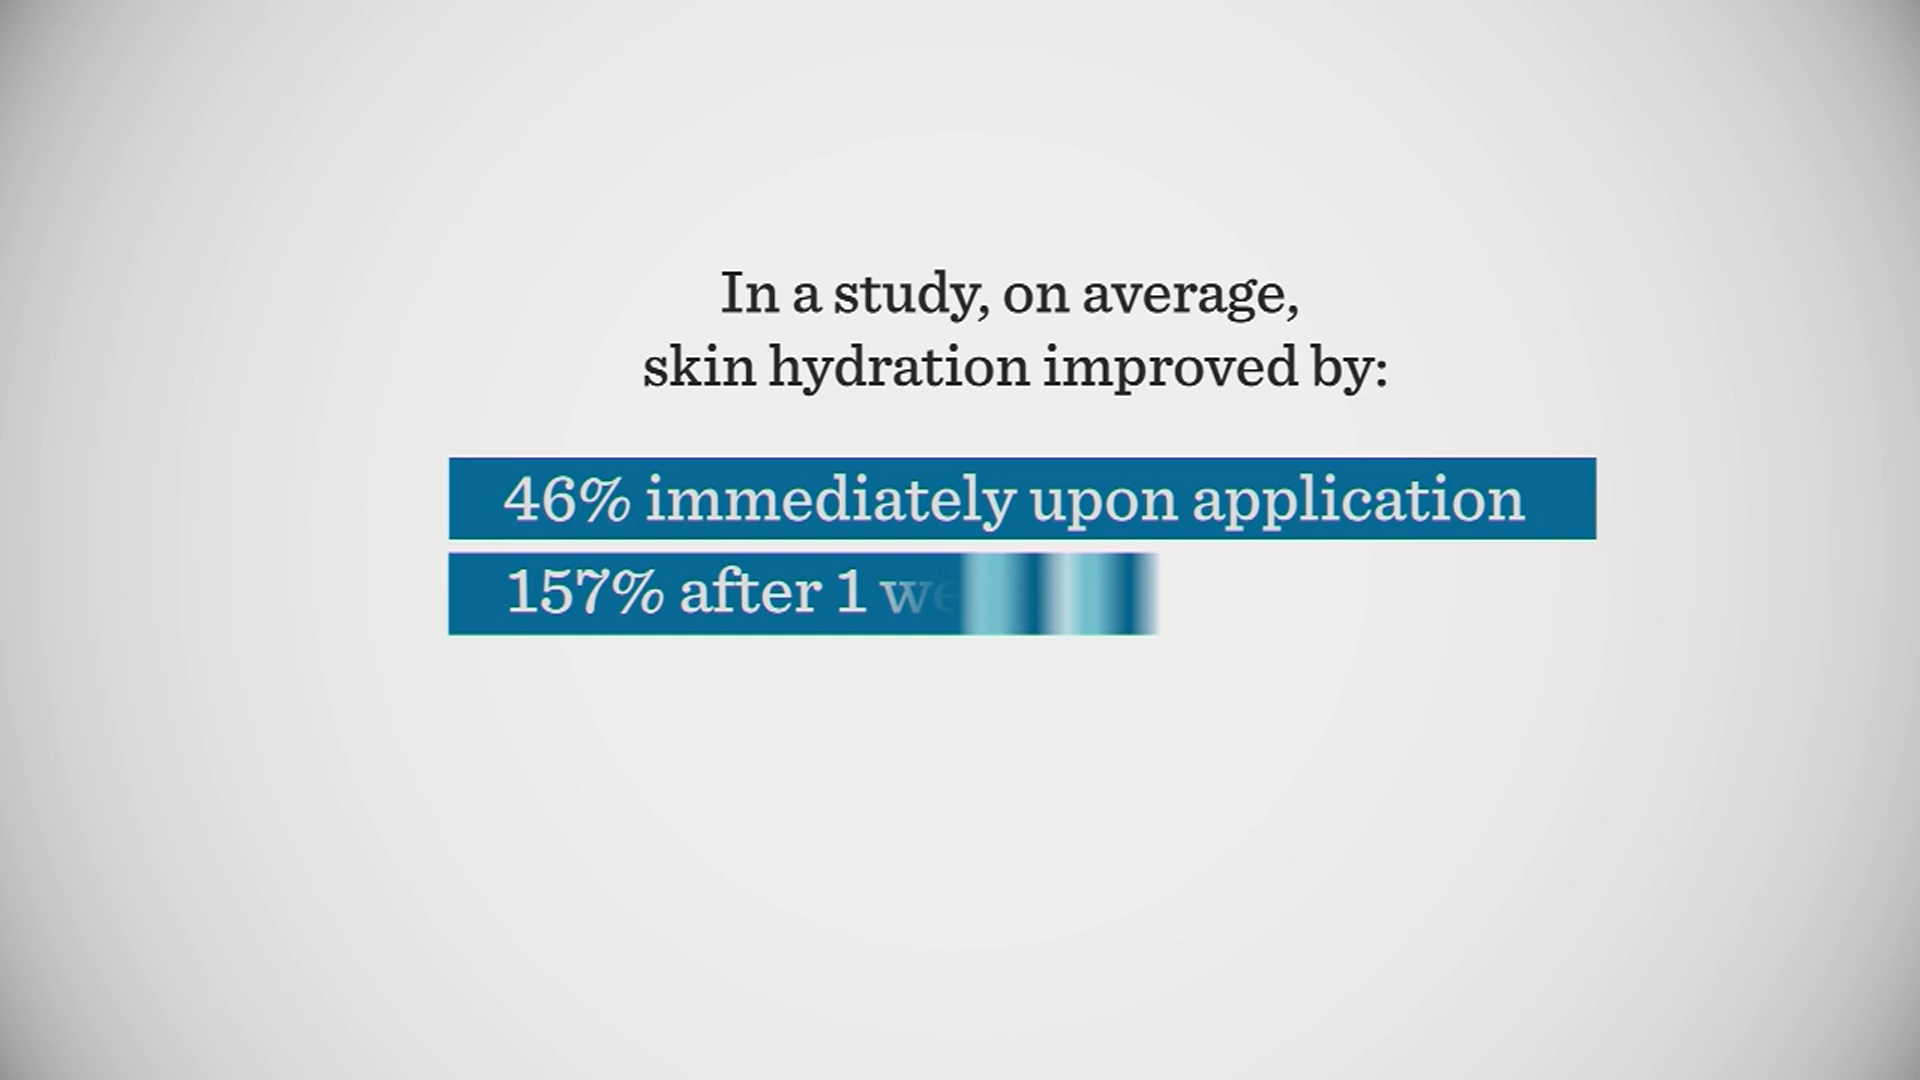 In a study, on average,
skin hydration improved by:
46% immediately upon application
157% after 1